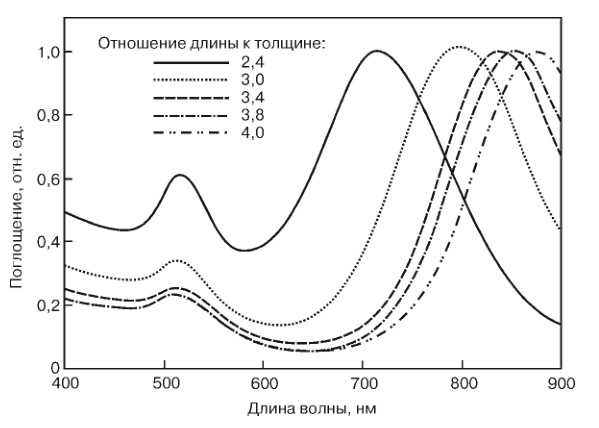 Отношение длины к толщине:
2,4
3,0
3,4
3,8
4,0
Поглощение, отн. ед.
1,0
0,8
0,6
0,4
0,2
0
400 500 600 700 800 900
Длина волны, нм